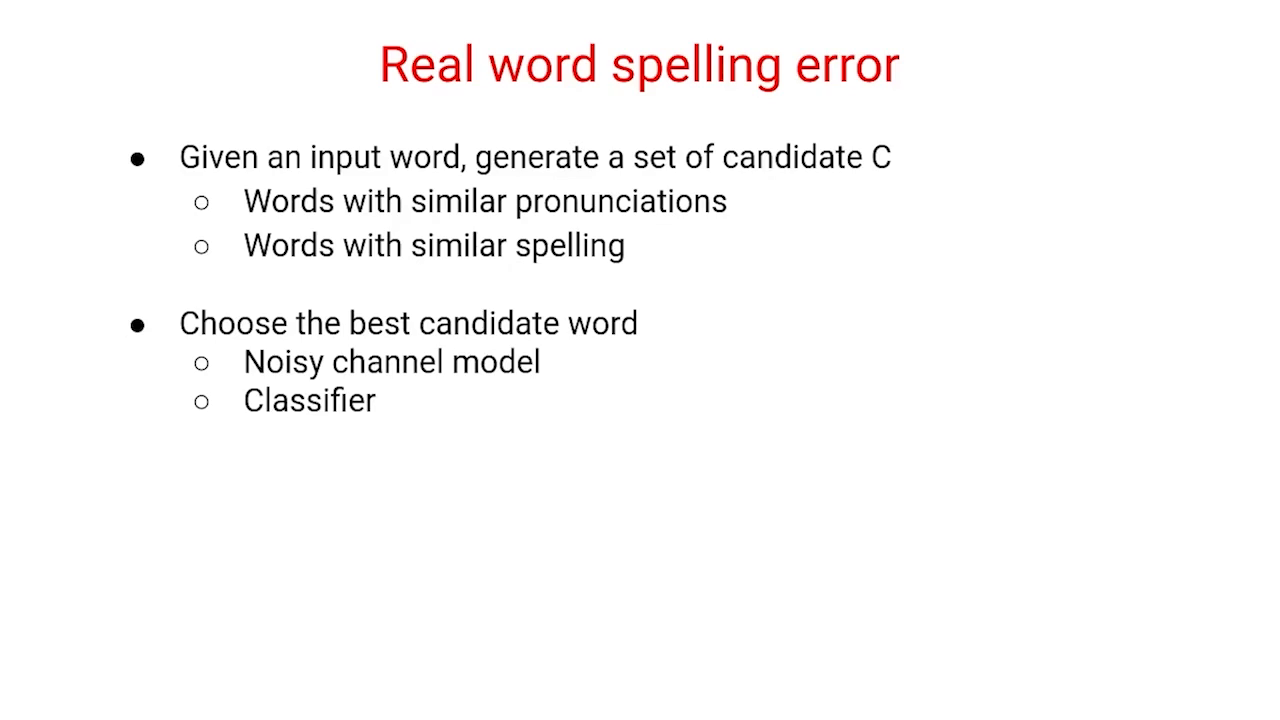 Real word spelling error
● Given an input word, generate a set of candidate C
○ Words with similar pronunciations
○ Words with similar spelling
● Choose the best candidate word
○ Noisy channel model
○ Classifier